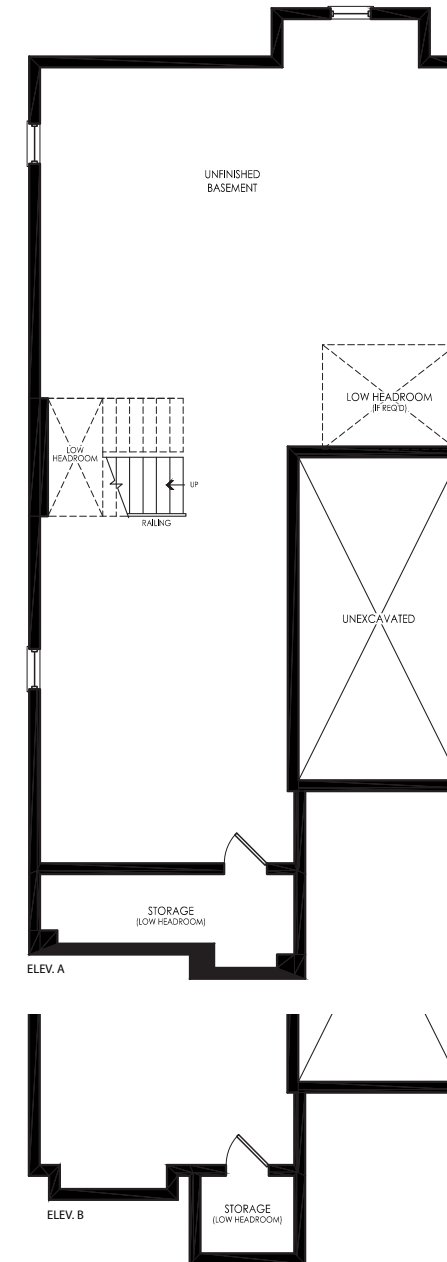 UNFINISHED
BASEMENT
LOW HEADROOM
(IF REQ'D)
LOW
HEADROOM
UP
RAILING
UNEXCAVATED
STORAGE
(LOW HEADROOM)
ELEV. A
STORAGE
(LOW HEADROOM)
ELEV. B